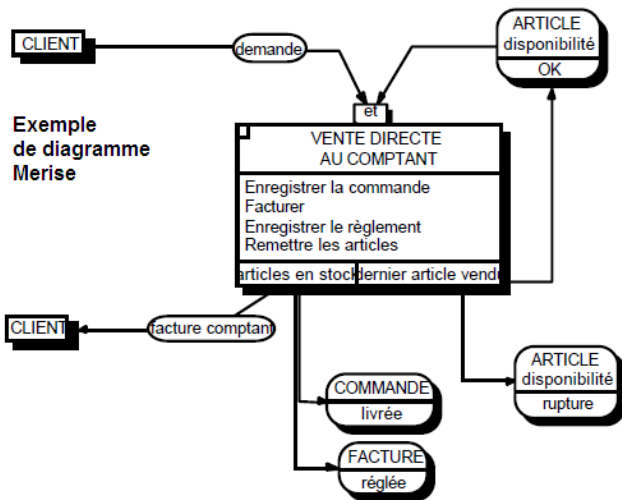 CLIENT
demande
ARTICLE
disponibilité
OK
Exemple
de diagramme
Merise
et
VENTE DIRECTE
AU COMPTANT
Enregistrer la commande
Facturer
Enregistrer le règlement
Remettre les articles
articles en stock
dernier article vendu
CLIENT
facture comptant
ARTICLE
disponibilité
rupture
COMMANDE
livrée
FACTURE
réglée